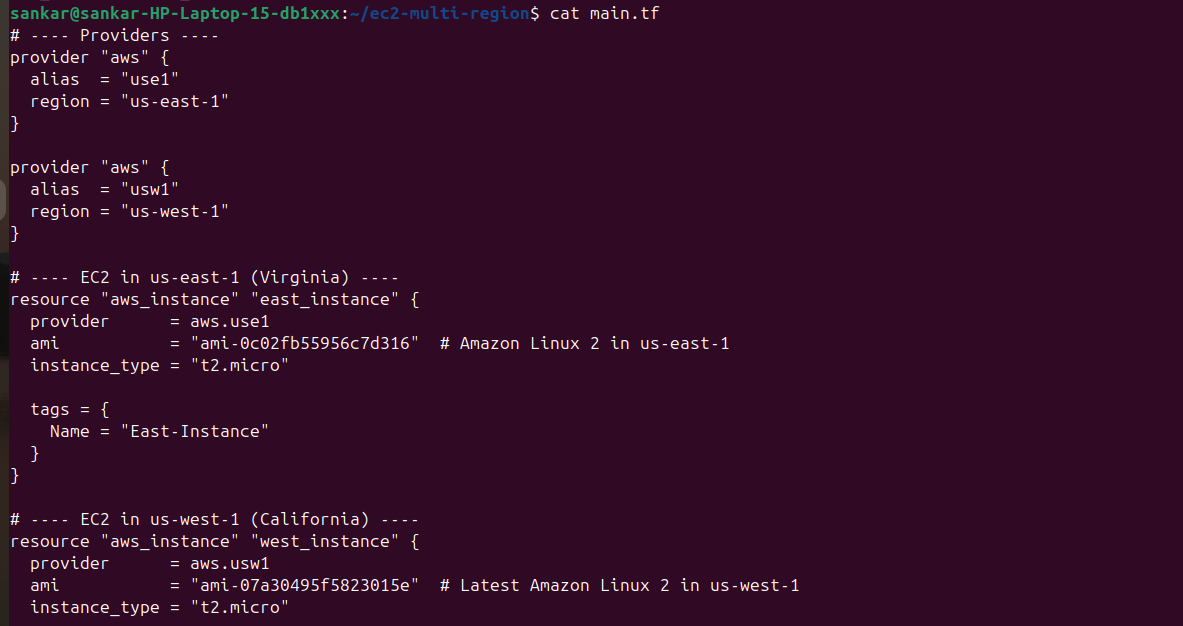 sankar@sankar-HP-Laptop-15-db1xxx:~/ec2-multi-region$ cat main.tf
# ---- Providers ----
provider "aws" {
  alias  = "use1"
  region = "us-east-1"
}

provider "aws" {
  alias  = "usw1"
  region = "us-west-1"
}

# ---- EC2 in us-east-1 (Virginia) ----
resource "aws_instance" "east_instance" {
  provider      = aws.use1
  ami           = "ami-0c02fb55956c7d316"  # Amazon Linux 2 in us-east-1
  instance_type = "t2.micro"

  tags = {
    Name = "East-Instance"
  }
}

# ---- EC2 in us-west-1 (California) ----
resource "aws_instance" "west_instance" {
  provider      = aws.usw1
  ami           = "ami-07a30495f5823015e"  # Latest Amazon Linux 2 in us-west-1
  instance_type = "t2.micro"